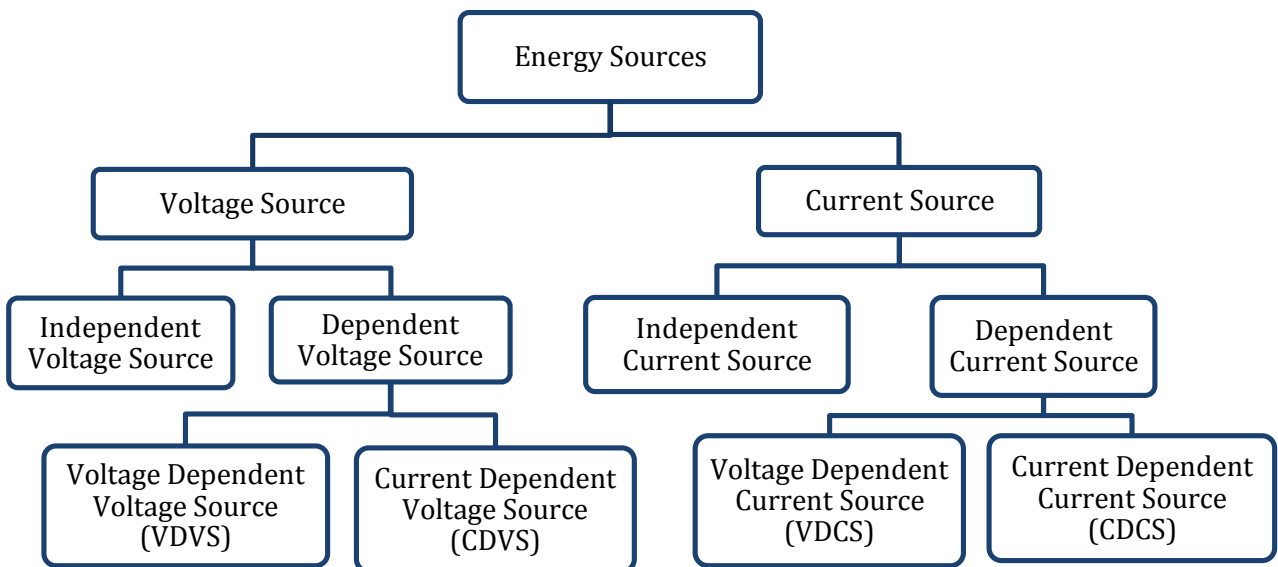 Energy Sources
Voltage Source
Current Source
Independent
Voltage Source
Dependent
Voltage Source
Independent
Current Source
Dependent
Current Source
Voltage Dependent
Voltage Source
(VDVS)
Current Dependent
Voltage Source
(CDVS)
Voltage Dependent
Current Source
(VDCS)
Current Dependent
Current Source
(CDCS)